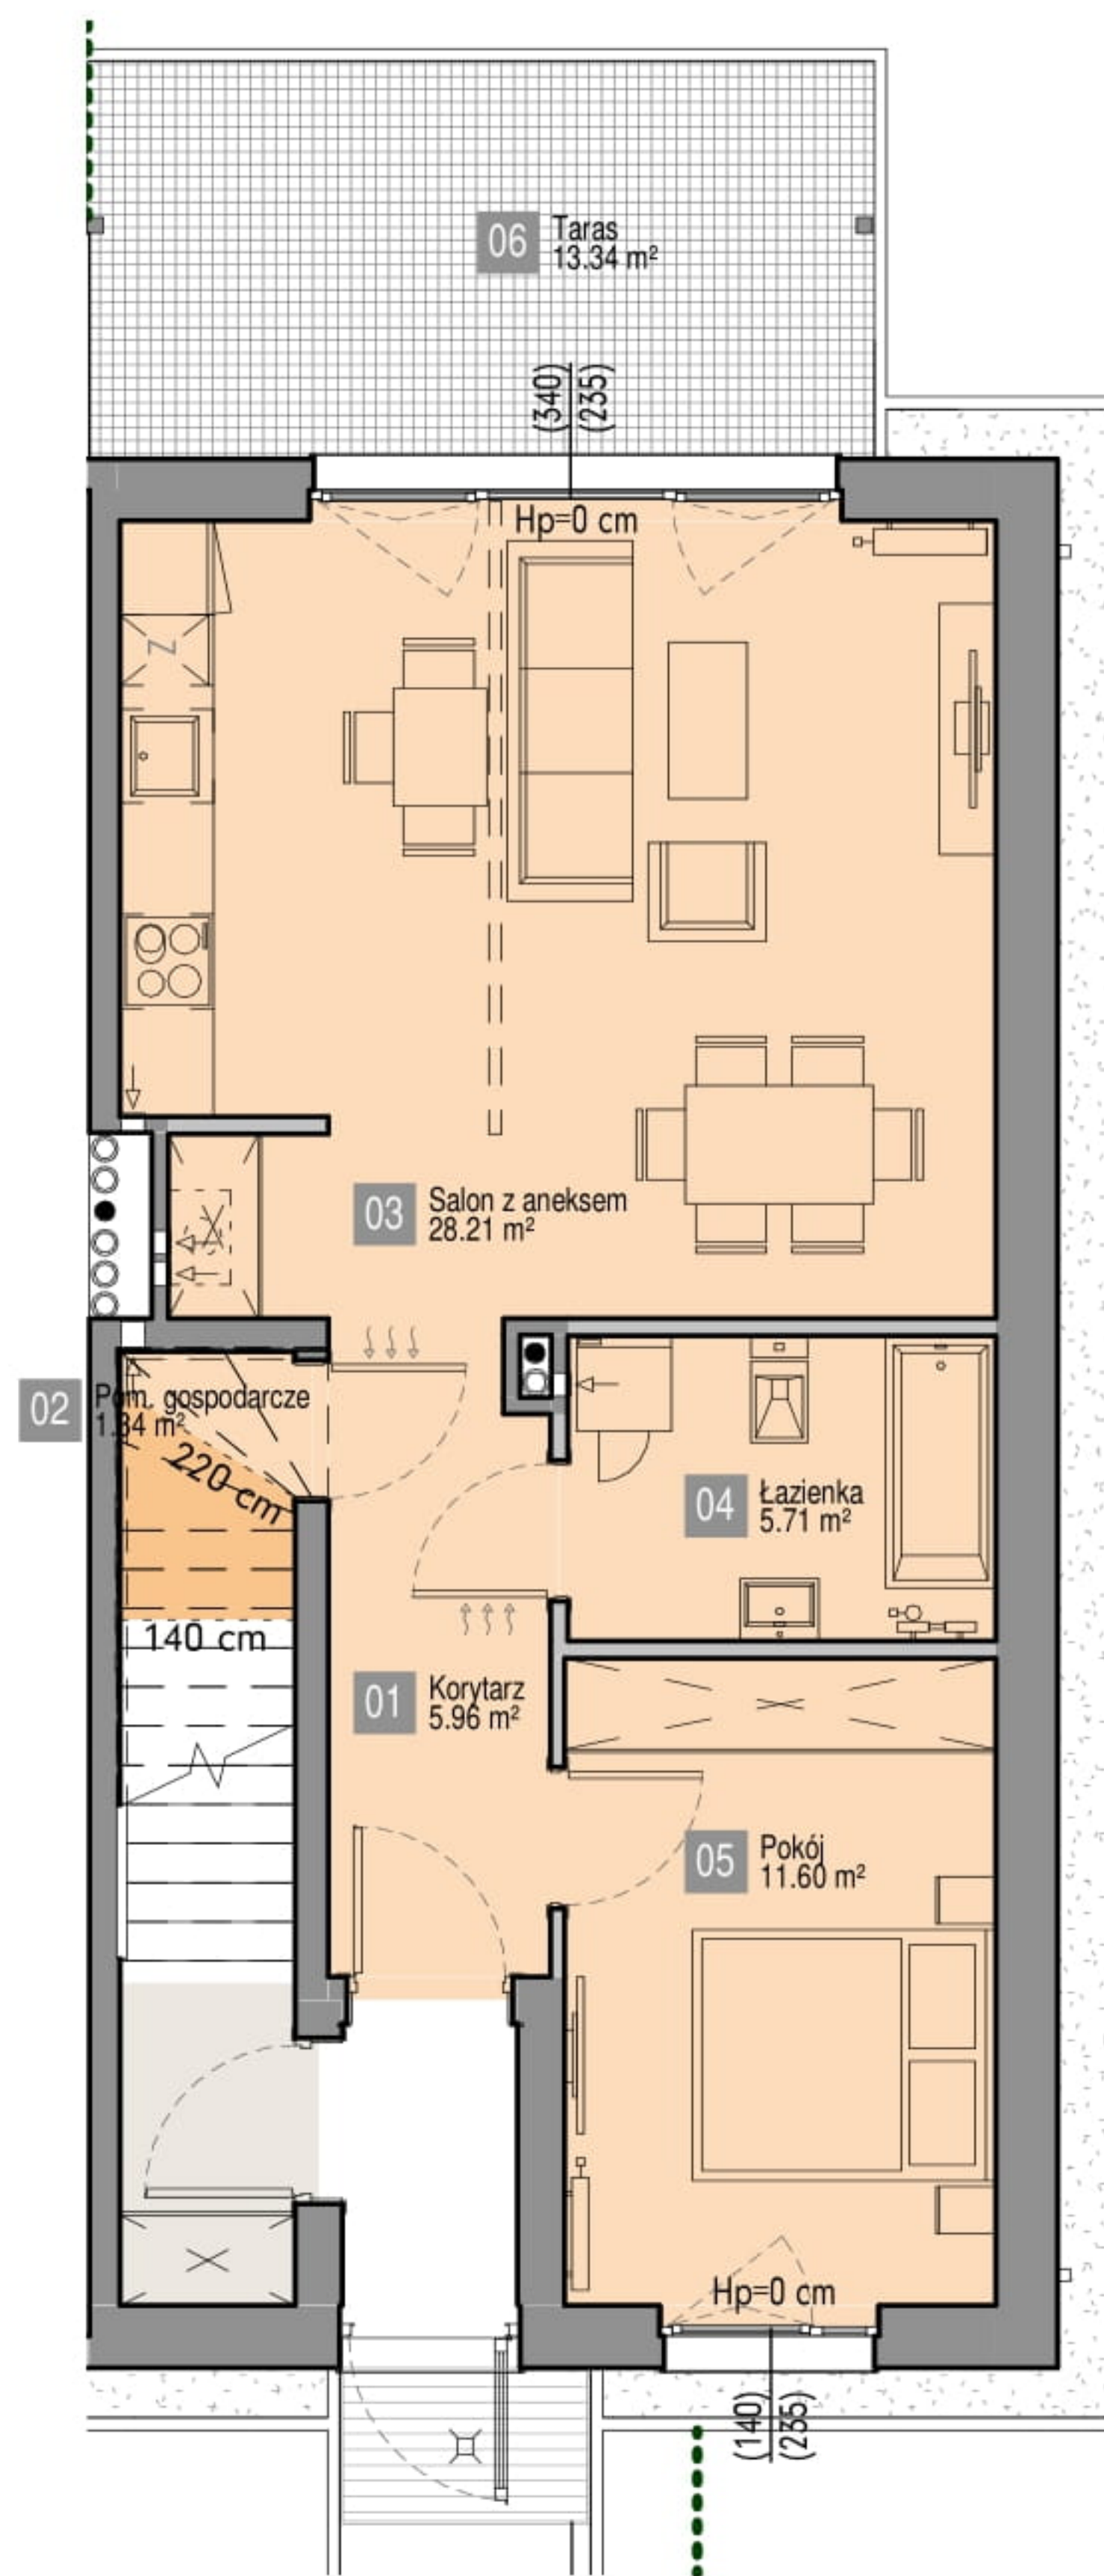 06
Taras
13.34 m²
(340)
(235)
Hp=0 cm
Z
03
Salon z aneksem
28.21 m²
02
Pom. gospodarcze
1.34 m²
220 cm
04
Łazienka
5.71 m²
140 cm
01
Korytarz
5.96 m²
05
Pokój
11.60 m²
Hp=0 cm
(140)
(235)